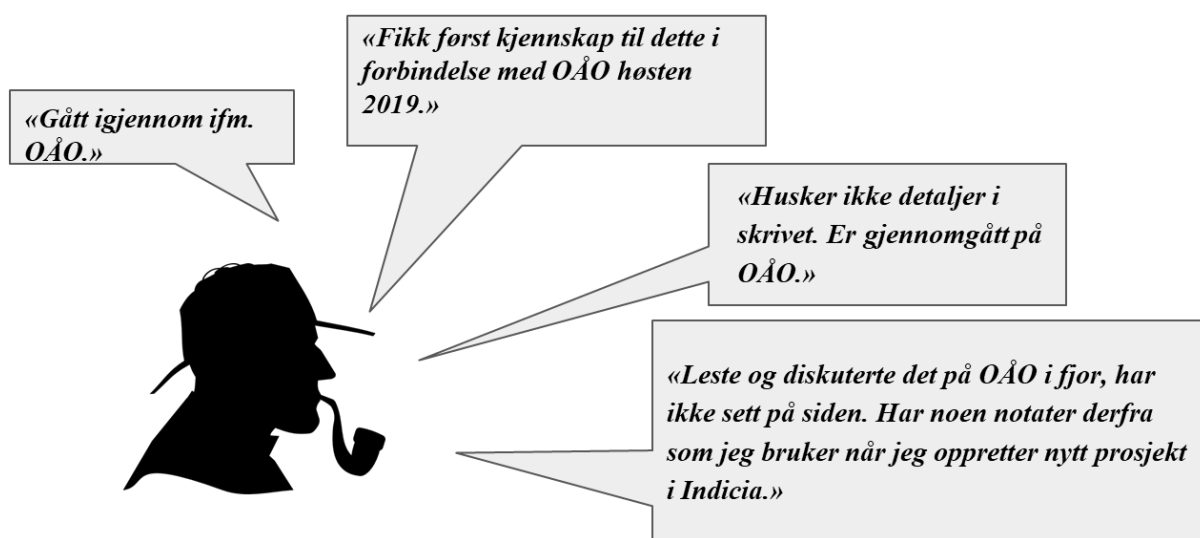 «Fikk først kjennskap til dette i
forbindelse med OÅO høsten
2019.»
«Gått igjennom ifm.
OÅO.»
«Husker ikke detaljer i
skrivet. Er gjennomgått på
OÅO.»
«Leste og diskuterte det på OÅO i fjor, har
ikke sett på siden. Har noen notater derfra
som jeg bruker når jeg oppretter nytt prosjekt
i Indicia.»